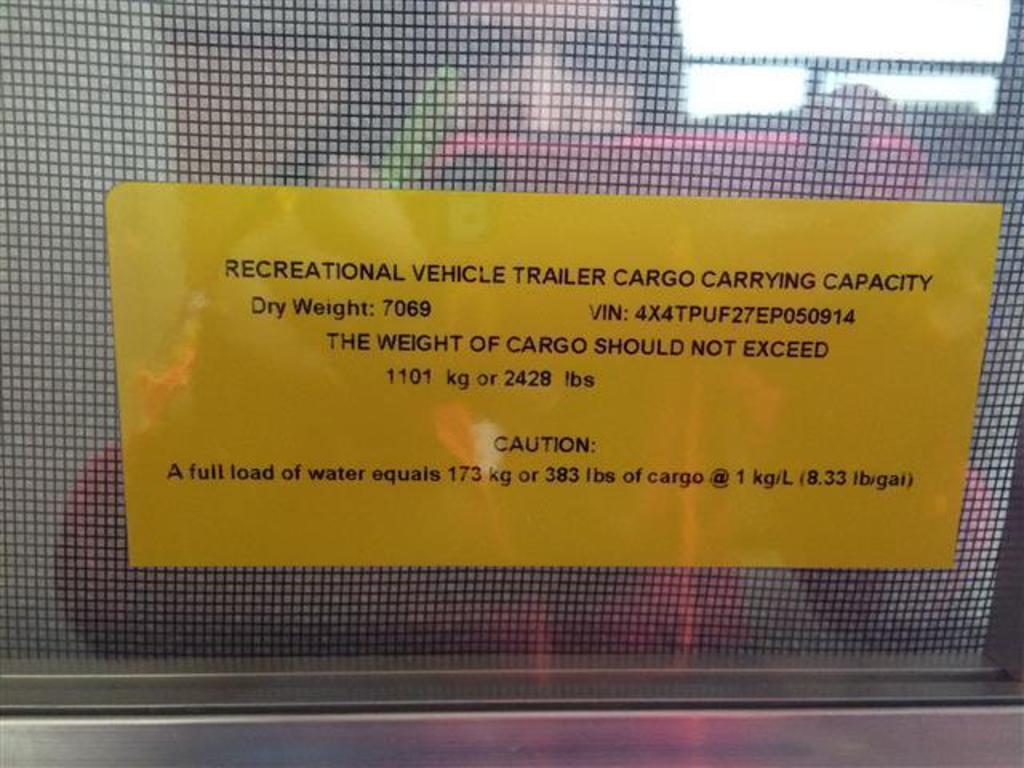 RECREATIONAL VEHICLE TRAILER CARGO CARRYING CAPACITY
Dry Weight: 7069 VIN: 4X4TPUF27EP050914
THE WEIGHT OF CARGO SHOULD NOT EXCEED
1101 kg or 2428 lbs
CAUTION:
A full load of water equals 173 kg or 383 lbs of cargo @ 1 kg/L (8.33 lb/gal)